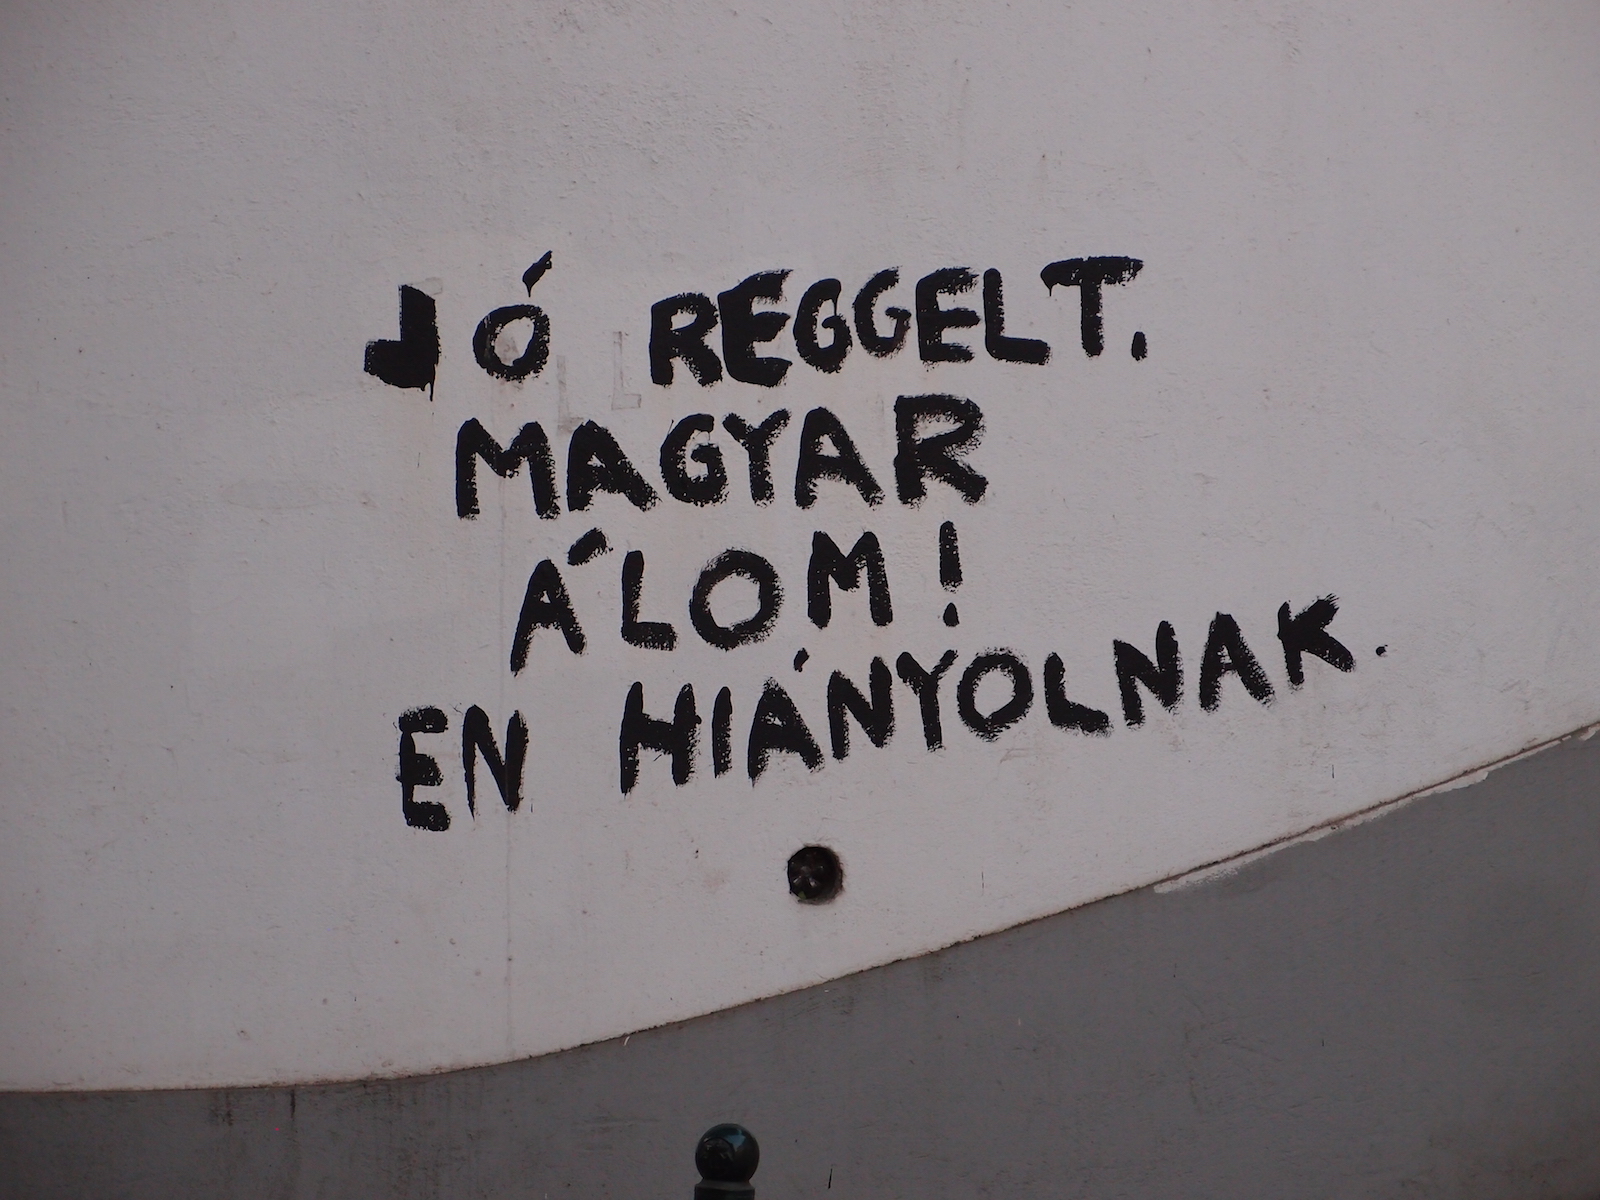 JÓ REGGELT.
MAGYAR
ÁLOM!
EN HIÁNYOLNAK.